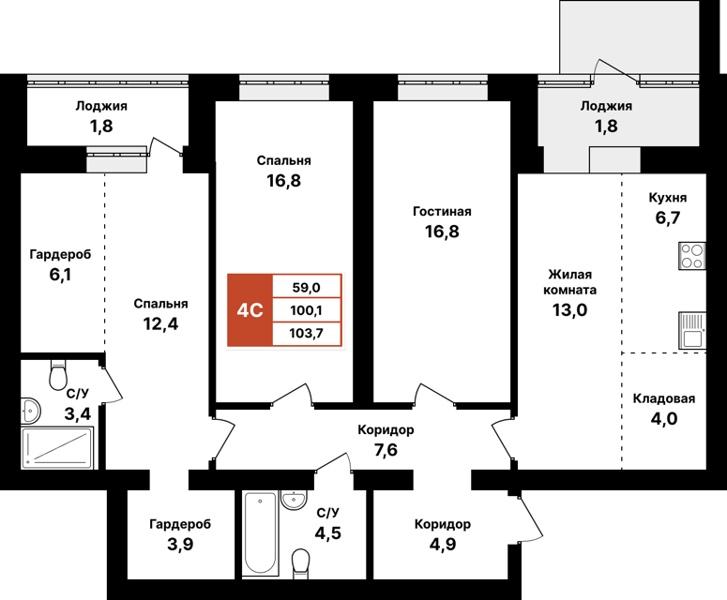 Лоджия
1,8
Лоджия
1,8
Спальня
16,8
Гостиная
16,8
Кухня
6,7
Гардероб
6,1
Спальня
12,4
4С
59,0
100,1
103,7
Жилая
комната
13,0
С/У
3,4
Кладовая
4,0
Коридор
7,6
Гардероб
3,9
С/У
4,5
Коридор
4,9